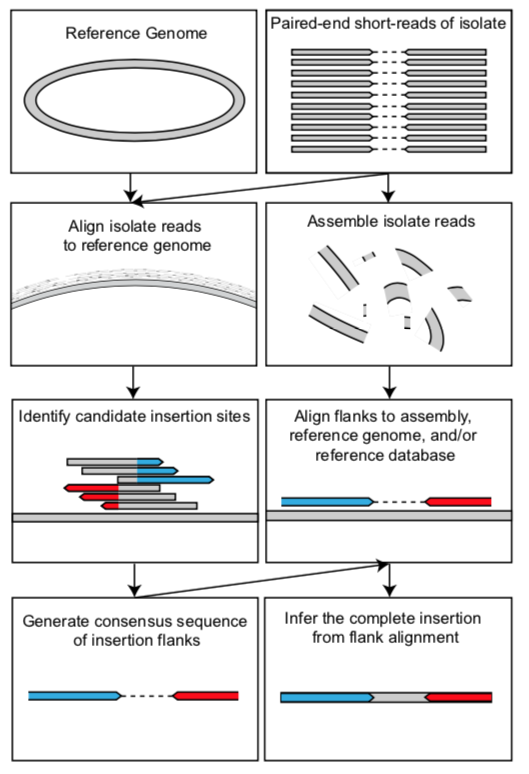 Reference Genome
Paired-end short-reads of isolate
Align isolate reads
to reference genome
Assemble isolate reads
Identify candidate insertion sites
Align flanks to assembly,
reference genome, and/or
reference database
Generate consensus sequence
of insertion flanks
Infer the complete insertion
from flank alignment